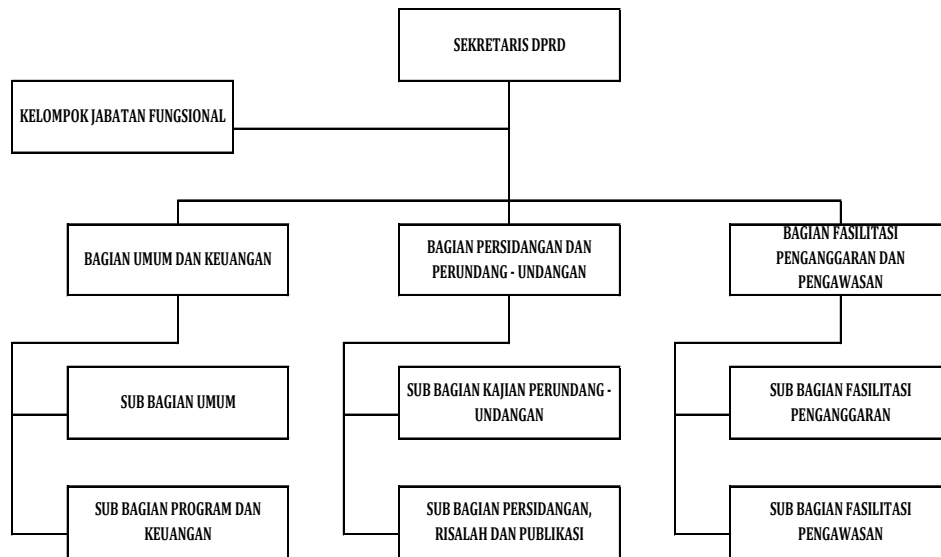 SEKRETARIS DPRD
KELOMPOK JABATAN FUNGSIONAL
BAGIAN UMUM DAN KEUANGAN
BAGIAN PERSIDANGAN DAN
PERUNDANG - UNDANGAN
BAGIAN FASILITASI
PENGANGGARAN DAN
PENGAWASAN
SUB BAGIAN UMUM
SUB BAGIAN KAJIAN PERUNDANG -
UNDANGAN
SUB BAGIAN FASILITASI
PENGANGGARAN
SUB BAGIAN PROGRAM DAN
KEUANGAN
SUB BAGIAN PERSIDANGAN,
RISALAH DAN PUBLIKASI
SUB BAGIAN FASILITASI
PENGAWASAN